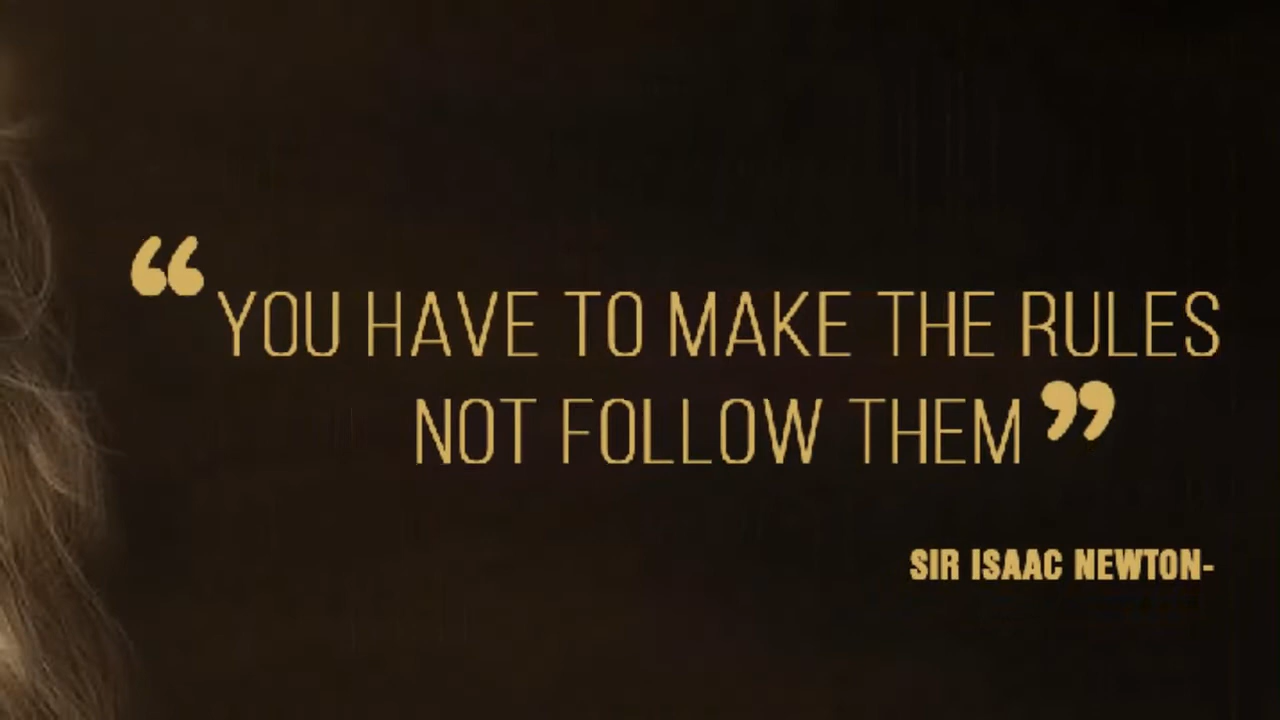 “YOU HAVE TO MAKE THE RULES
NOT FOLLOW THEM”
SIR ISAAC NEWTON-